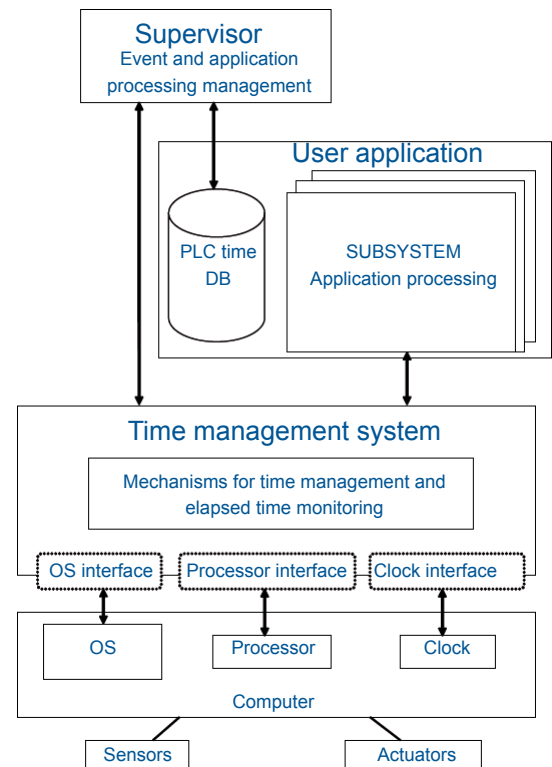 Supervisor
Event and application
processing management
User application
PLC time
DB
SUBSYSTEM
Application processing
Time management system
Mechanisms for time management and
elapsed time monitoring
OS interface
Processor interface
Clock interface
OS
Processor
Clock
Computer
Sensors
Actuators